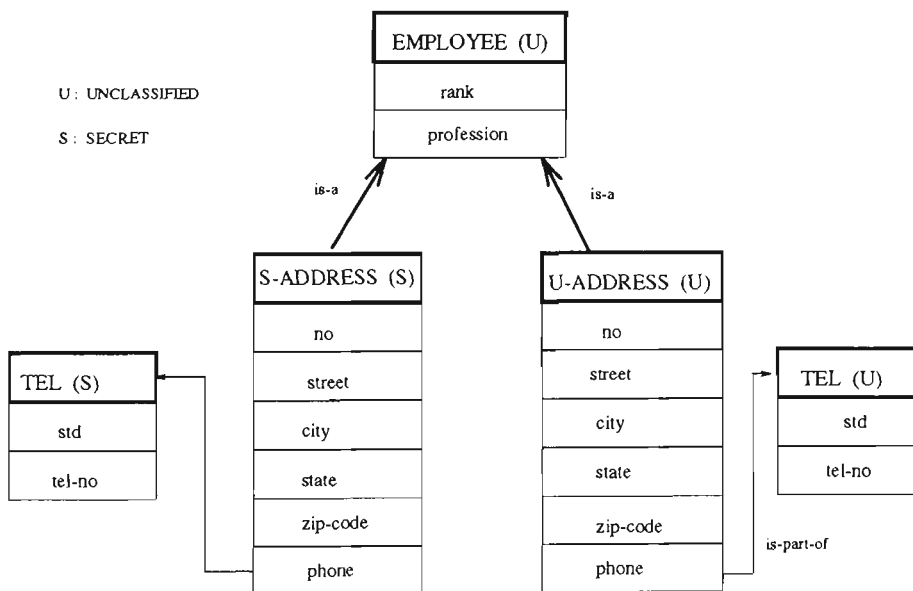 EMPLOYEE (U)
rank
profession
U : UNCLASSIFIED
S : SECRET
is-a
is-a
S-ADDRESS (S)
no
street
city
state
zip-code
phone
U-ADDRESS (U)
no
street
city
state
zip-code
phone
TEL (S)
std
tel-no
TEL (U)
std
tel-no
is-part-of